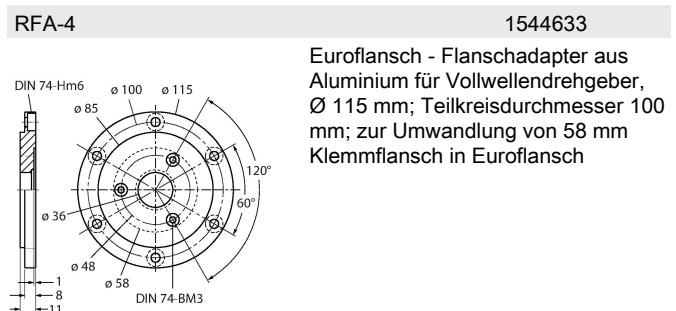 RFA-4 1544633
Euroflansch - Flanschadapter aus
Aluminium für Vollwellendrehgeber,
Ø 115 mm; Teilkreisdurchmesser 100
mm; zur Umwandlung von 58 mm
Klemmflansch in Euroflansch
DIN 74-Hm6
ø 100
ø 115
ø 85
120°
60°
ø 36
ø 48
ø 58
DIN 74-BM3
1
8
11